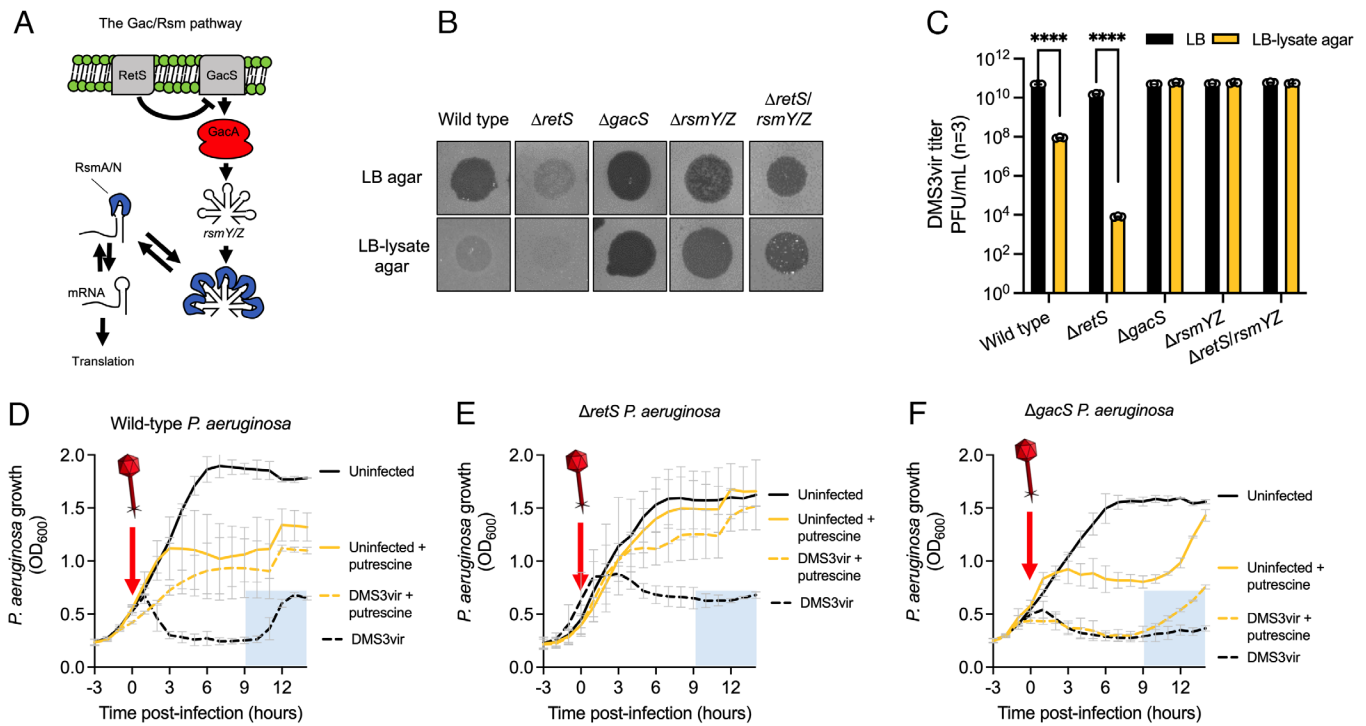 A
The Gac/Rsm pathway
RetS
GacS
GacA
RsmA/N
rsmY/Z
mRNA
Translation
B
Wild type
ΔretS
ΔgacS
ΔrsmY/Z
ΔretS/
rsmY/Z
LB agar
LB-lysate
agar
C
LB
LB-lysate agar
****
****
DMS3vir titer
PFU/mL (n=3)
10¹²
10¹⁰
10⁸
10⁶
10⁴
10²
10⁰
Wild type
ΔretS
ΔgacS
ΔrsmYZ
ΔretS/rsmYZ
D
Wild-type P. aeruginosa
P. aeruginosa growth
(OD₆₀₀)
2.0
1.5
1.0
0.5
0.0
-3
0
3
6
9
12
Time post-infection (hours)
Uninfected
Uninfected +
putrescine
DMS3vir +
putrescine
DMS3vir
E
ΔretS P. aeruginosa
P. aeruginosa growth
(OD₆₀₀)
2.0
1.5
1.0
0.5
0.0
-3
0
3
6
9
12
Time post-infection (hours)
Uninfected
Uninfected +
putrescine
DMS3vir +
putrescine
DMS3vir
F
ΔgacS P. aeruginosa
P. aeruginosa growth
(OD₆₀₀)
2.0
1.5
1.0
0.5
0.0
-3
0
3
6
9
12
Time post-infection (hours)
Uninfected
Uninfected +
putrescine
DMS3vir +
putrescine
DMS3vir